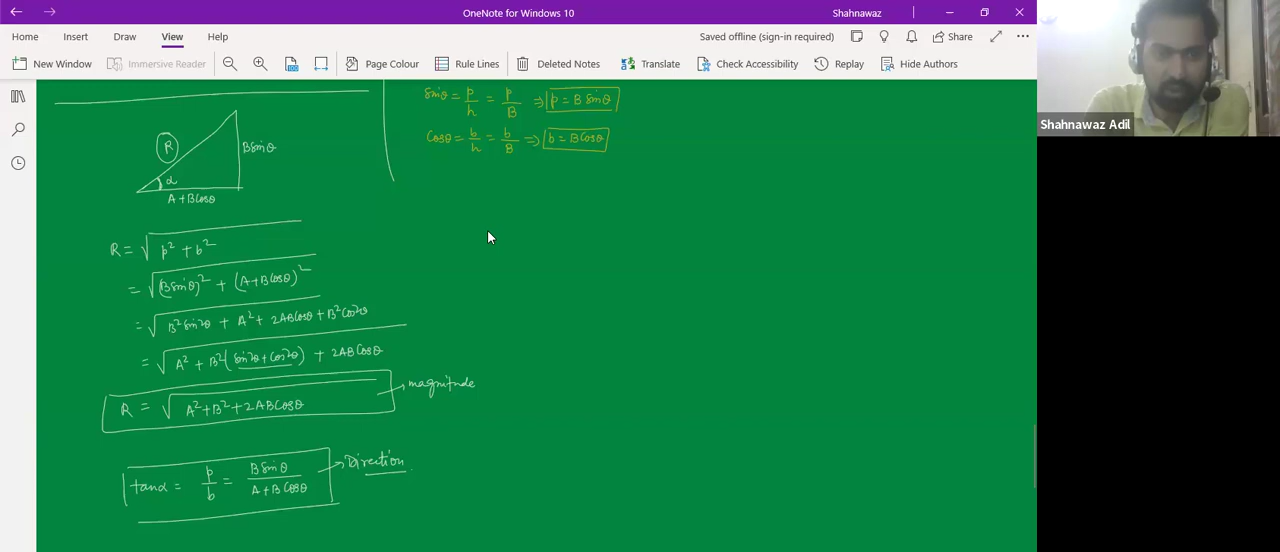 OneNote for Windows 10
Shahnawaz
Home Insert Draw View Help
Saved offline (sign-in required)
Share
New Window
Immersive Reader
Page Colour
Rule Lines
Deleted Notes
Translate
Check Accessibility
Replay
Hide Authors
Shahnawaz Adil
sinθ = p/h = p/B ⇒ p = B sinθ
cosθ = b/h = b/B ⇒ b = B cosθ
R
α
B sinθ
A + B cosθ
R = √(p² + b²)
= √((B sinθ)² + (A + B cosθ)²)
= √(B² sin²θ + A² + 2AB cosθ + B² cos²θ)
= √(A² + B² (sin²θ + cos²θ) + 2AB cosθ)
R = √(A² + B² + 2AB cosθ) → magnitude
tanα = p/b = B sinθ / A + B cosθ → Direction